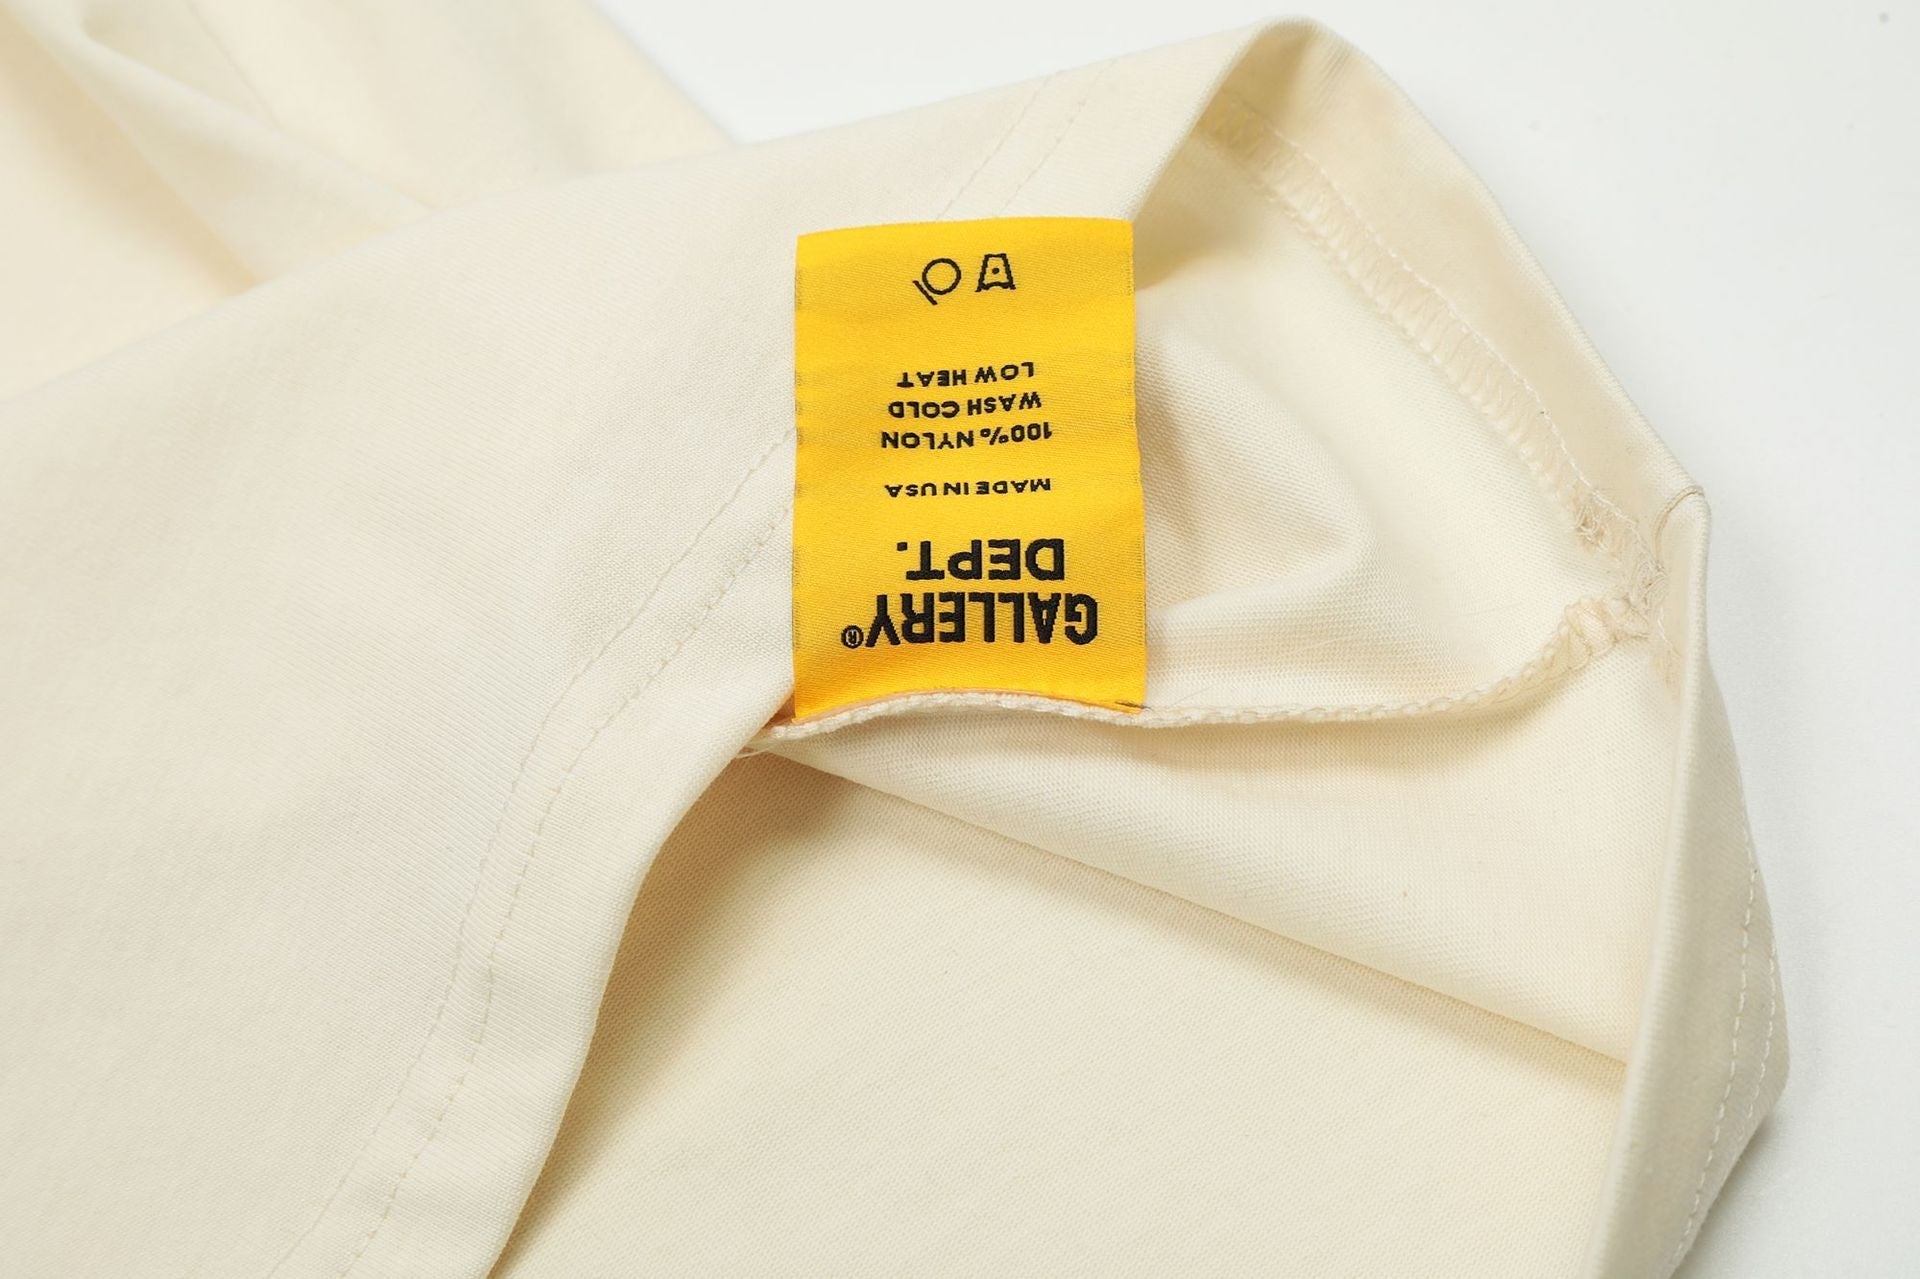 GALLERY®
DEPT.
MADE IN USA
100% NYLON
WASH COLD
LOW HEAT